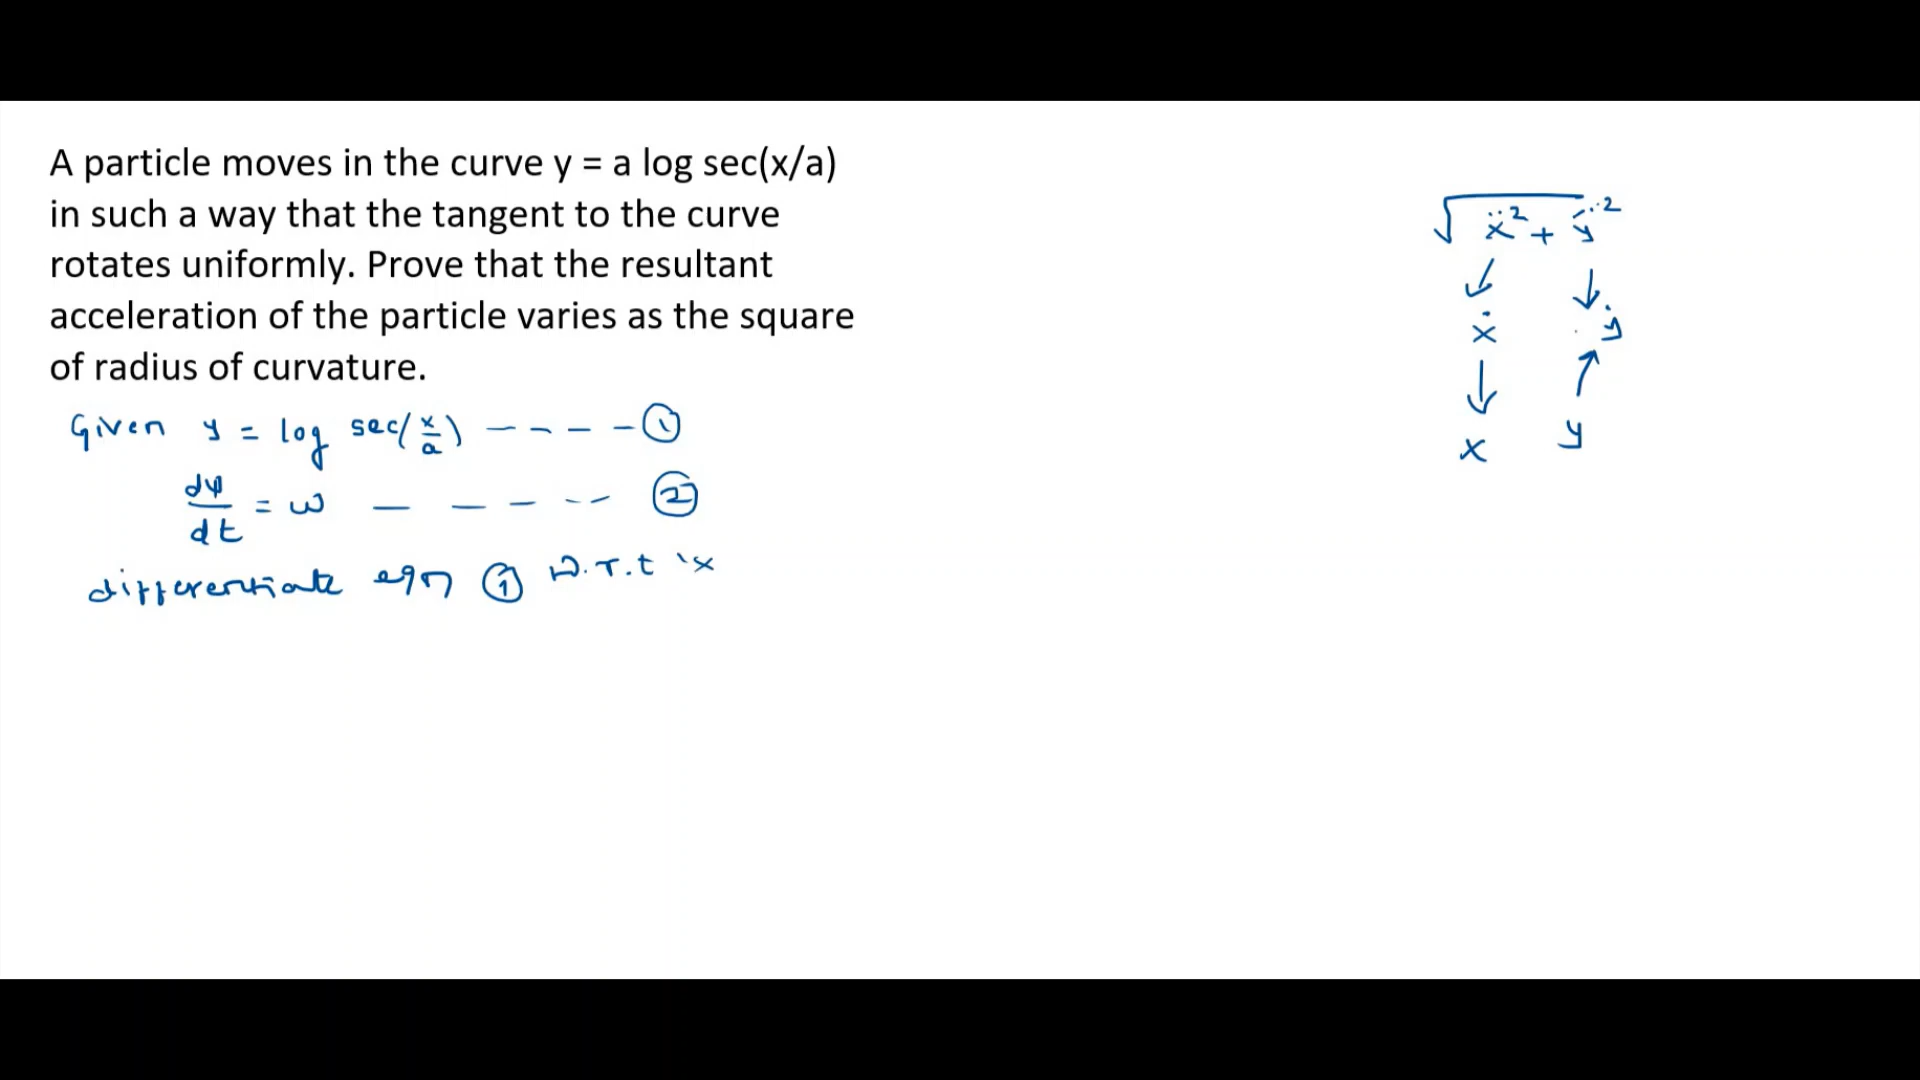 A particle moves in the curve y = a log sec(x/a)
in such a way that the tangent to the curve
rotates uniformly. Prove that the resultant
acceleration of the particle varies as the square
of radius of curvature.
Given y = log sec(x/a) ---- ①
dψ/dt = ω ----- ②
differentiate eqn ① w.r.t 'x
√ẍ² + ÿ²
↙ ↓
ẋ ẏ
↓ ↗
x y